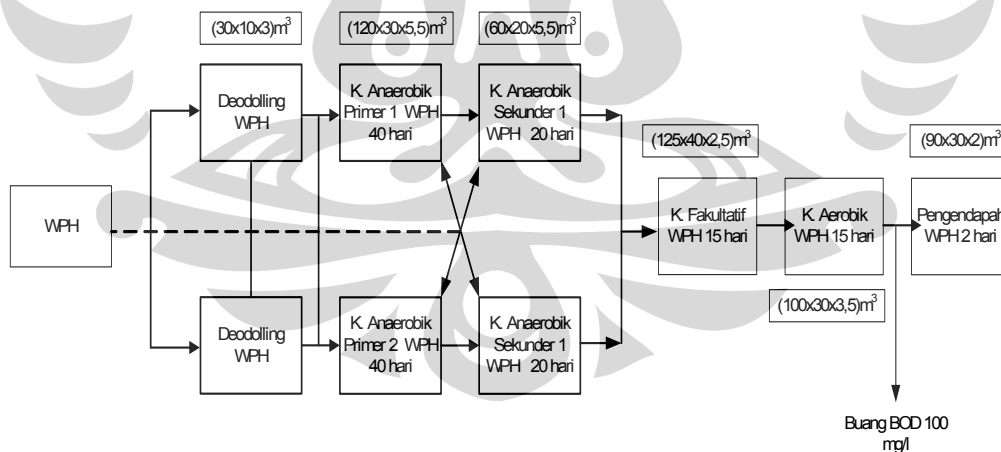 (30x10x3)m³
(120x30x5,5)m³
(60x20x5,5)m³
Deodolling
WPH
K. Anaerobik
Primer 1 WPH
40 hari
K. Anaerobik
Sekunder 1
WPH 20 hari
(125x40x2,5)m³
(90x30x2)m³
WPH
K. Fakultatif
WPH 15 hari
K. Aerobik
WPH 15 hari
Pengendapah
WPH 2 hari
(100x30x3,5)m³
Deodolling
WPH
K. Anaerobik
Primer 2 WPH
40 hari
K. Anaerobik
Sekunder 1
WPH 20 hari
Buang BOD 100
mg/l